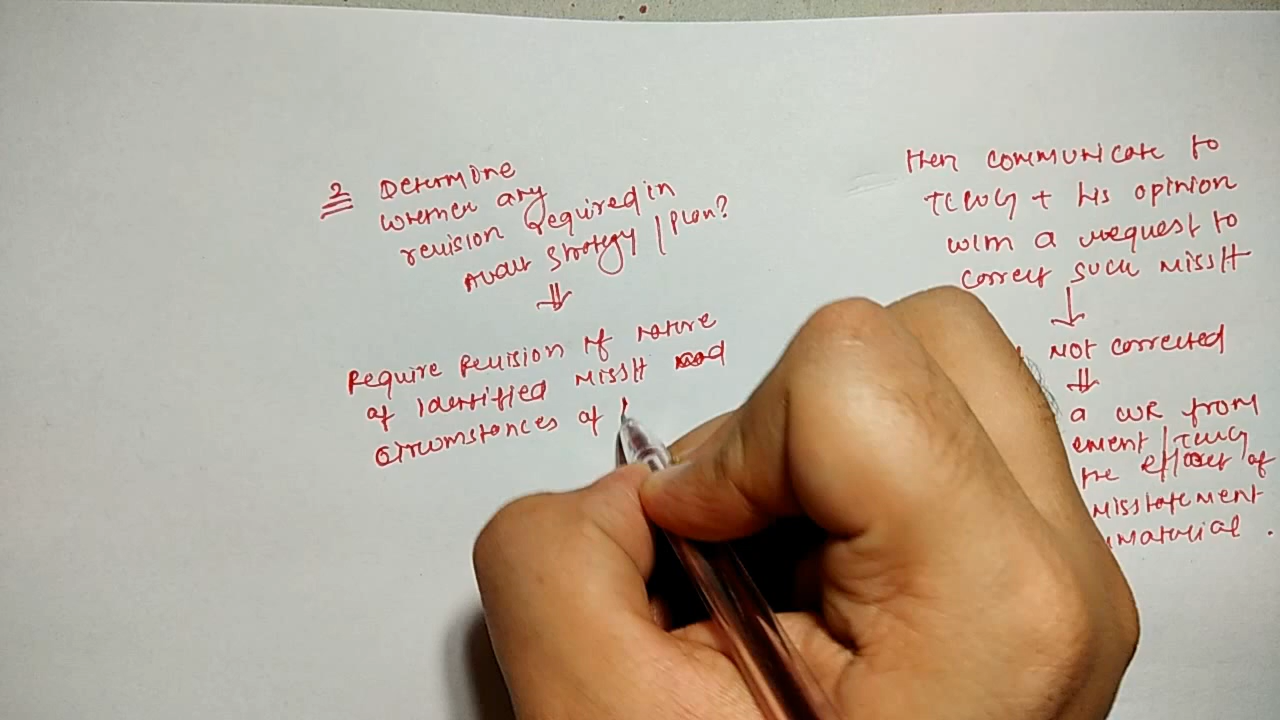 2 Determine
whether any
revision required in
Audit Strategy / Plan?
⇓
Require Revision if nature
of identified MissH and
circumstances of
then communicate to
TCWG + his opinion
with a request to
correct such MissH
↓
NOT corrected
⇓
a WR from
ement / TCWG
effect of
misstatement
material.